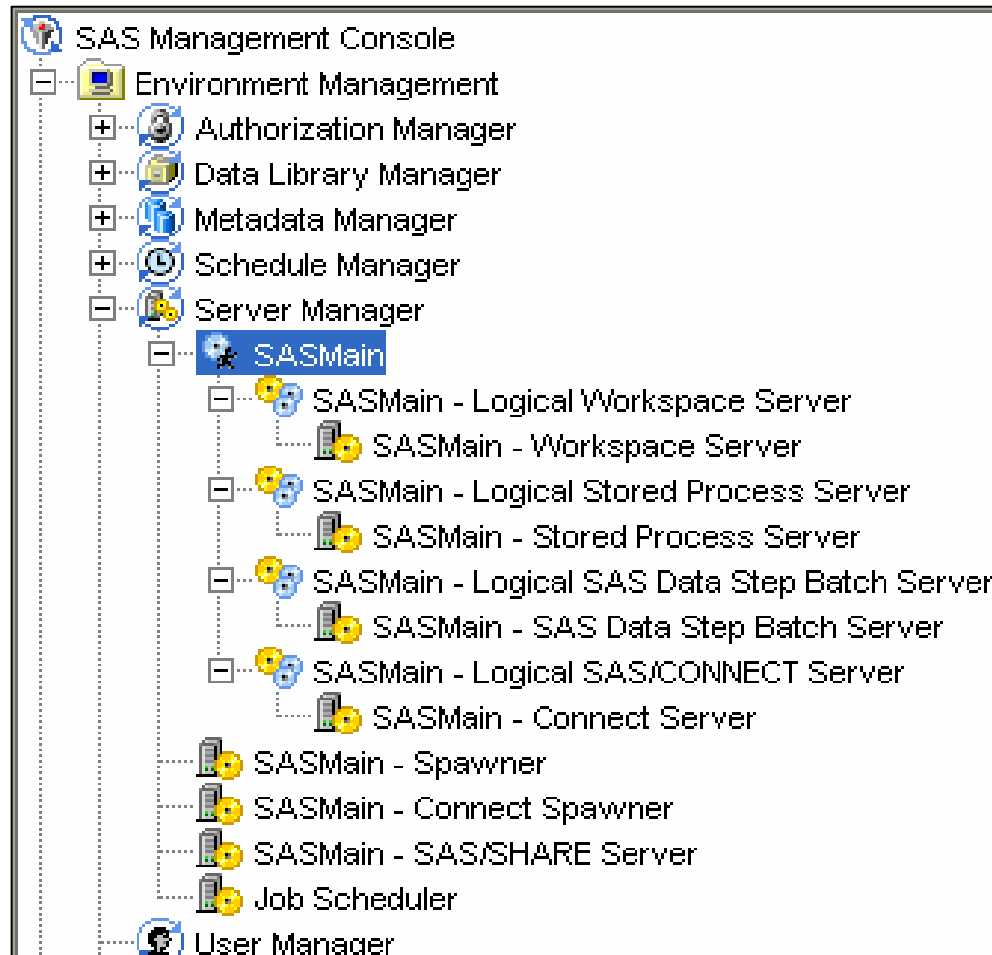 SAS Management Console
Environment Management
Authorization Manager
Data Library Manager
Metadata Manager
Schedule Manager
Server Manager
SASMain
SASMain - Logical Workspace Server
SASMain - Workspace Server
SASMain - Logical Stored Process Server
SASMain - Stored Process Server
SASMain - Logical SAS Data Step Batch Server
SASMain - SAS Data Step Batch Server
SASMain - Logical SAS/CONNECT Server
SASMain - Connect Server
SASMain - Spawner
SASMain - Connect Spawner
SASMain - SAS/SHARE Server
Job Scheduler
User Manager